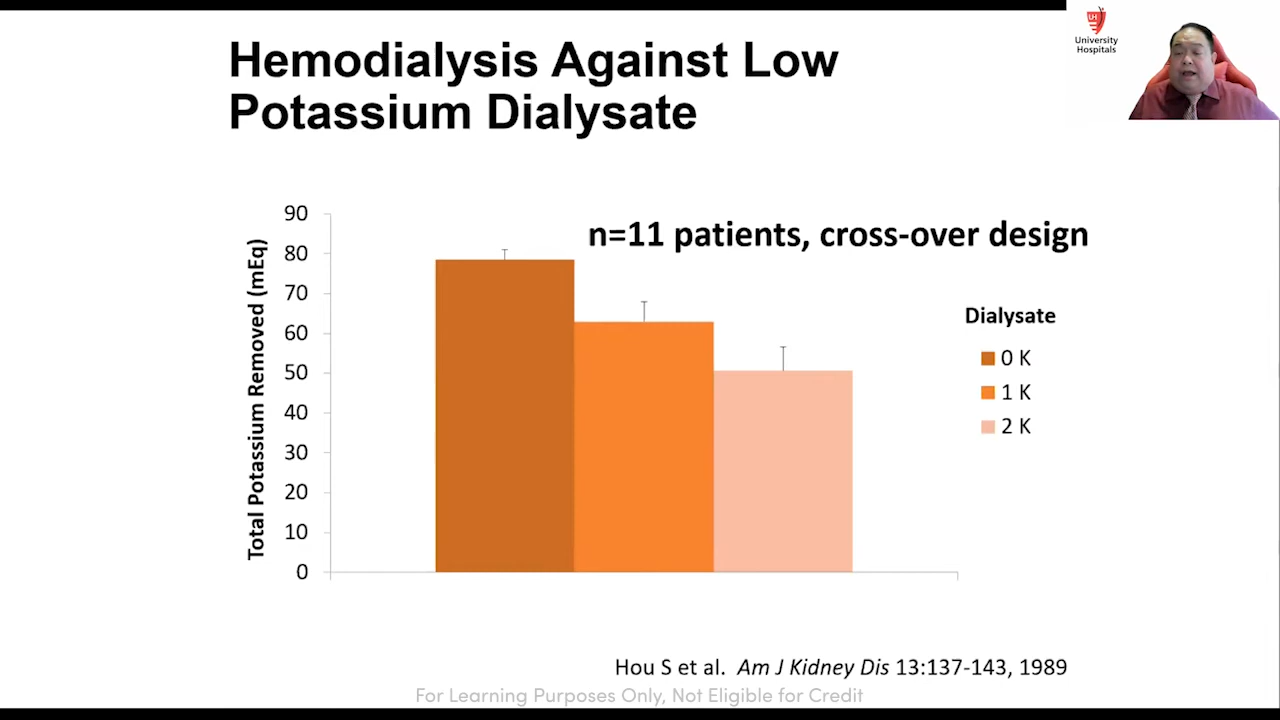 UH
University
Hospitals
Hemodialysis Against Low
Potassium Dialysate
n=11 patients, cross-over design
Total Potassium Removed (mEq)
90
80
70
60
50
40
30
20
10
0
Dialysate
0 K
1 K
2 K
Hou S et al. Am J Kidney Dis 13:137-143, 1989
For Learning Purposes Only, Not Eligible for Credit